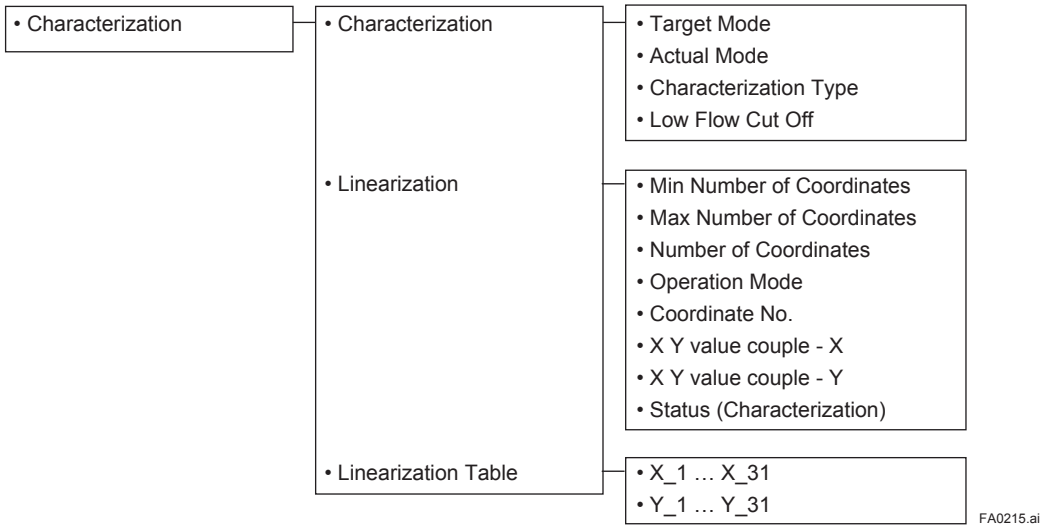 • Characterization
• Characterization
• Target Mode
• Actual Mode
• Characterization Type
• Low Flow Cut Off
• Linearization
• Min Number of Coordinates
• Max Number of Coordinates
• Number of Coordinates
• Operation Mode
• Coordinate No.
• X Y value couple - X
• X Y value couple - Y
• Status (Characterization)
• Linearization Table
• X_1 … X_31
• Y_1 … Y_31
FA0215.ai